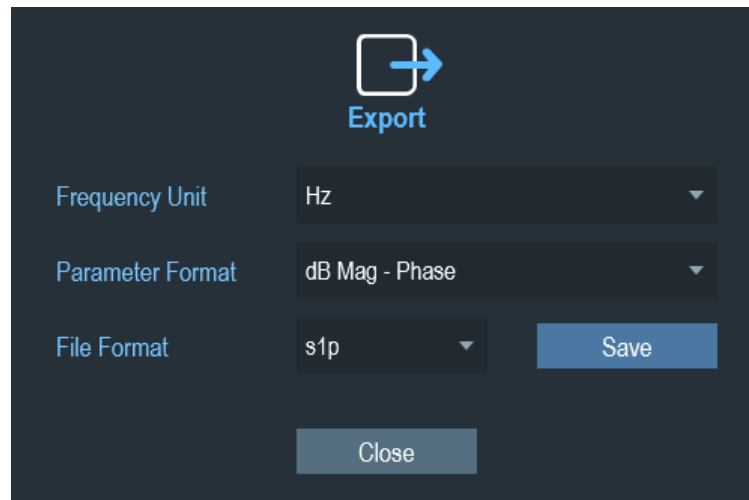 Export
Frequency Unit Hz
Parameter Format dB Mag - Phase
File Format s1p Save
Close